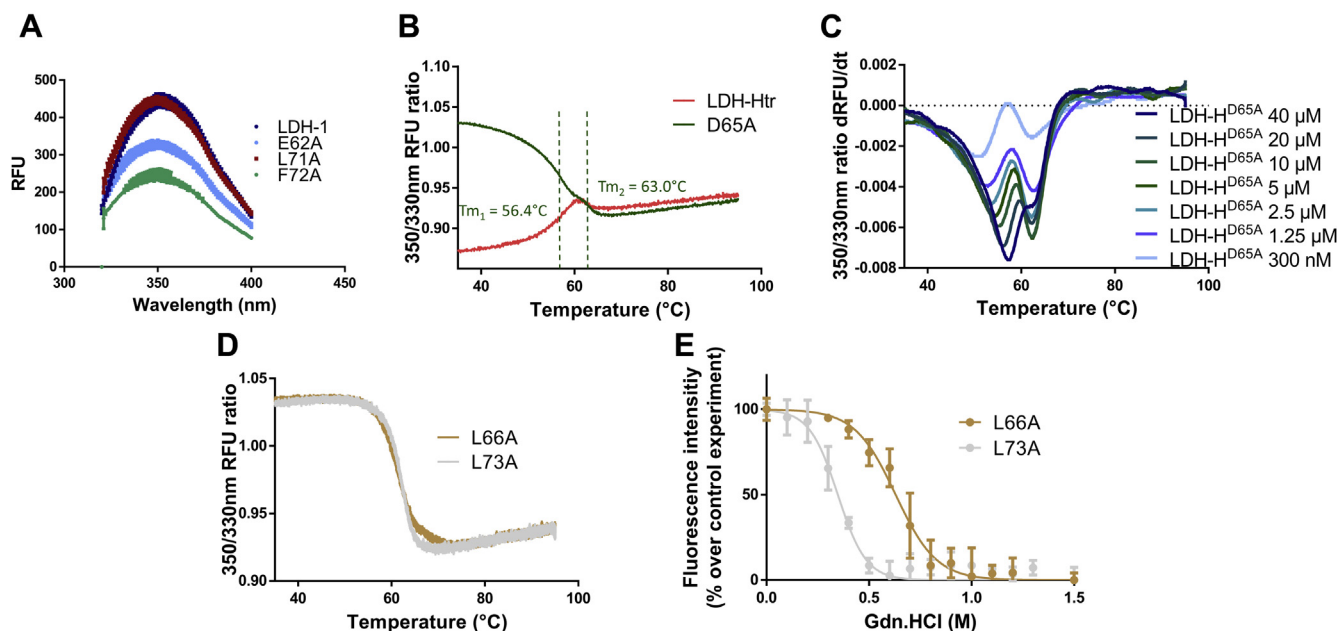 A
RFU
500
400
300
200
100
0
300
350
400
450
Wavelength (nm)
LDH-1
E62A
L71A
F72A
B
350/330nm RFU ratio
1.10
1.05
1.00
0.95
0.90
40
60
80
100
Temperature (°C)
LDH-Htr
D65A
Tm1 = 56.4°C
Tm2 = 63.0°C
C
350/330nm ratio dRFU/dt
0.002
0.000
-0.002
-0.004
-0.006
-0.008
40
60
80
100
Temperature (°C)
LDH-HD65A 40 µM
LDH-HD65A 20 µM
LDH-HD65A 10 µM
LDH-HD65A 5 µM
LDH-HD65A 2.5 µM
LDH-HD65A 1.25 µM
LDH-HD65A 300 nM
D
350/330nm RFU ratio
1.05
1.00
0.95
0.90
40
60
80
100
Temperature (°C)
L66A
L73A
E
Fluorescence intensitiy
(% over control experiment)
100
50
0
0.0
0.5
1.0
1.5
Gdn.HCl (M)
L66A
L73A